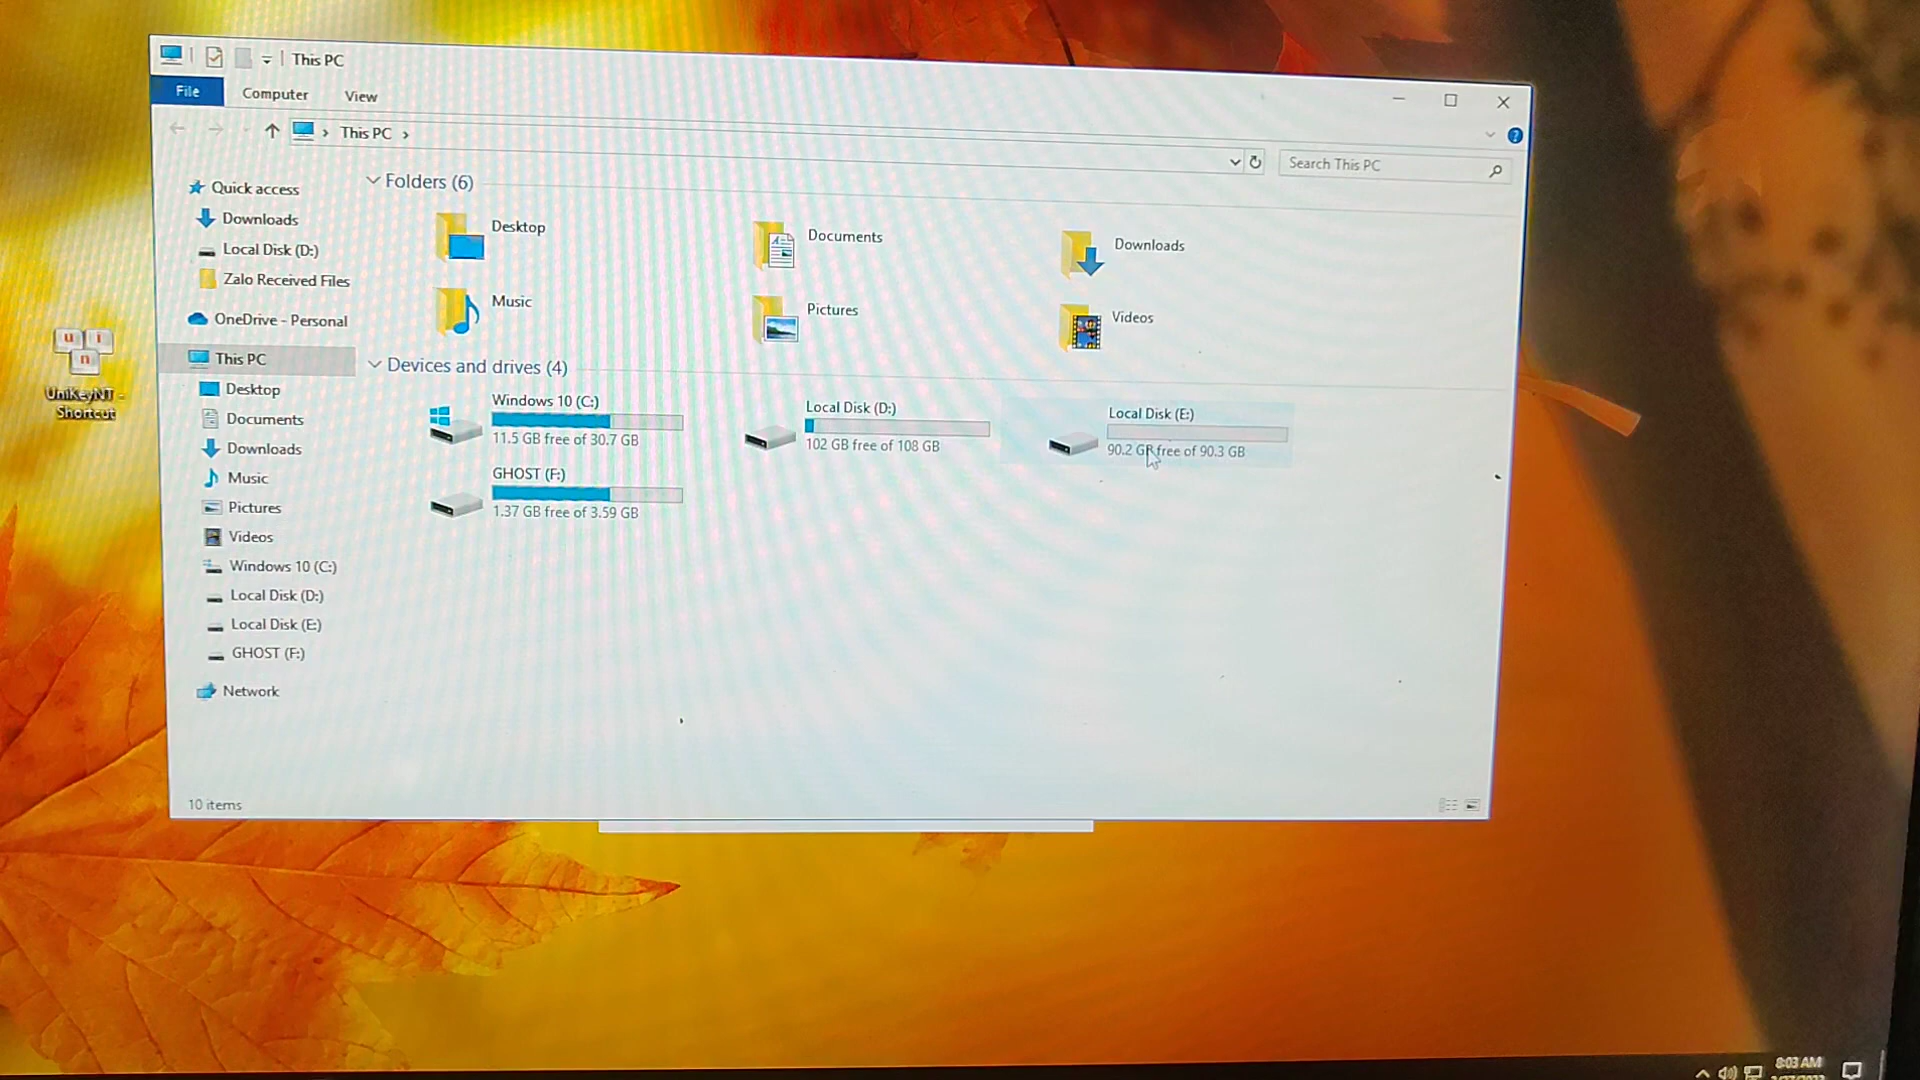 This PC
File Computer View
This PC
Search This PC
Quick access
Downloads
Local Disk (D:)
Zalo Received Files
OneDrive - Personal
This PC
Desktop
Documents
Downloads
Music
Pictures
Videos
Windows 10 (C:)
Local Disk (D:)
Local Disk (E:)
GHOST (F:)
Network
Folders (6)
Desktop
Documents
Downloads
Music
Pictures
Videos
Devices and drives (4)
Windows 10 (C:)
11.5 GB free of 30.7 GB
Local Disk (D:)
102 GB free of 108 GB
Local Disk (E:)
90.2 GB free of 90.3 GB
GHOST (F:)
1.37 GB free of 3.59 GB
10 items
u i n
UniKeyNT -
Shortcut
8:03 AM